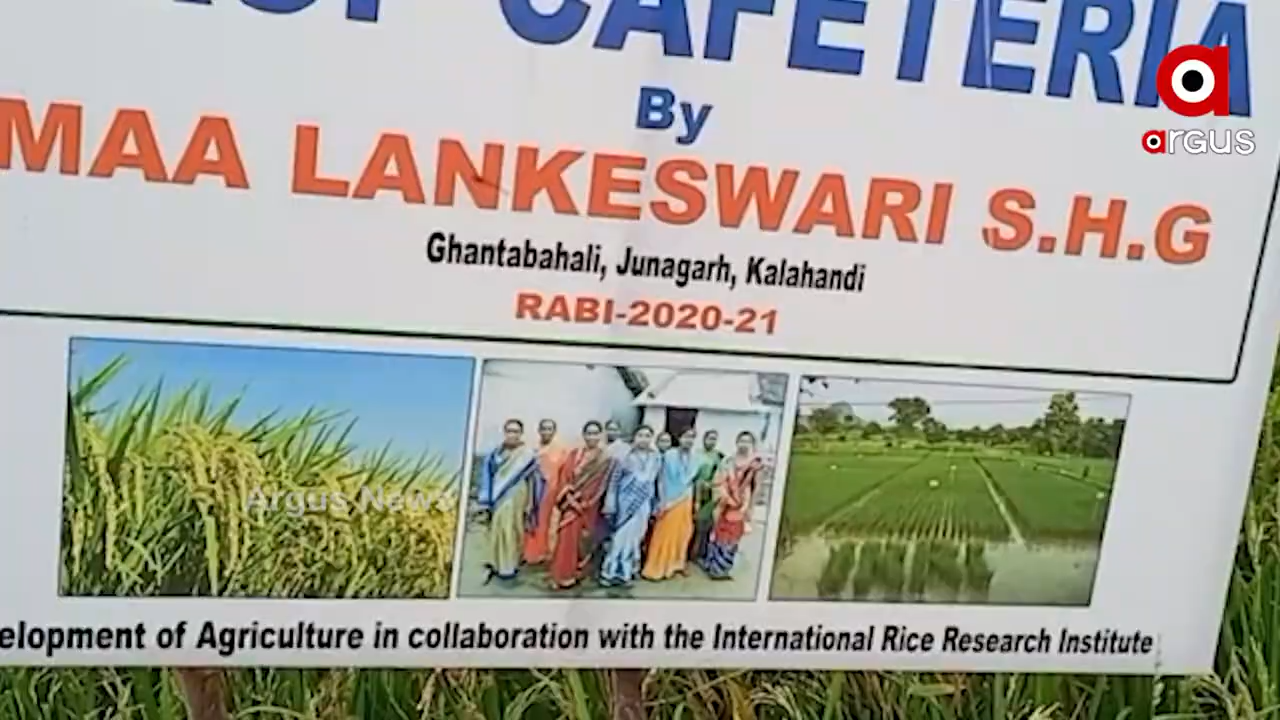 CAFETERIA
By
MAA LANKESWARI S.H.G
Ghantabahali, Junagarh, Kalahandi
RABI-2020-21
elopment of Agriculture in collaboration with the International Rice Research Institute
argus
Argus News